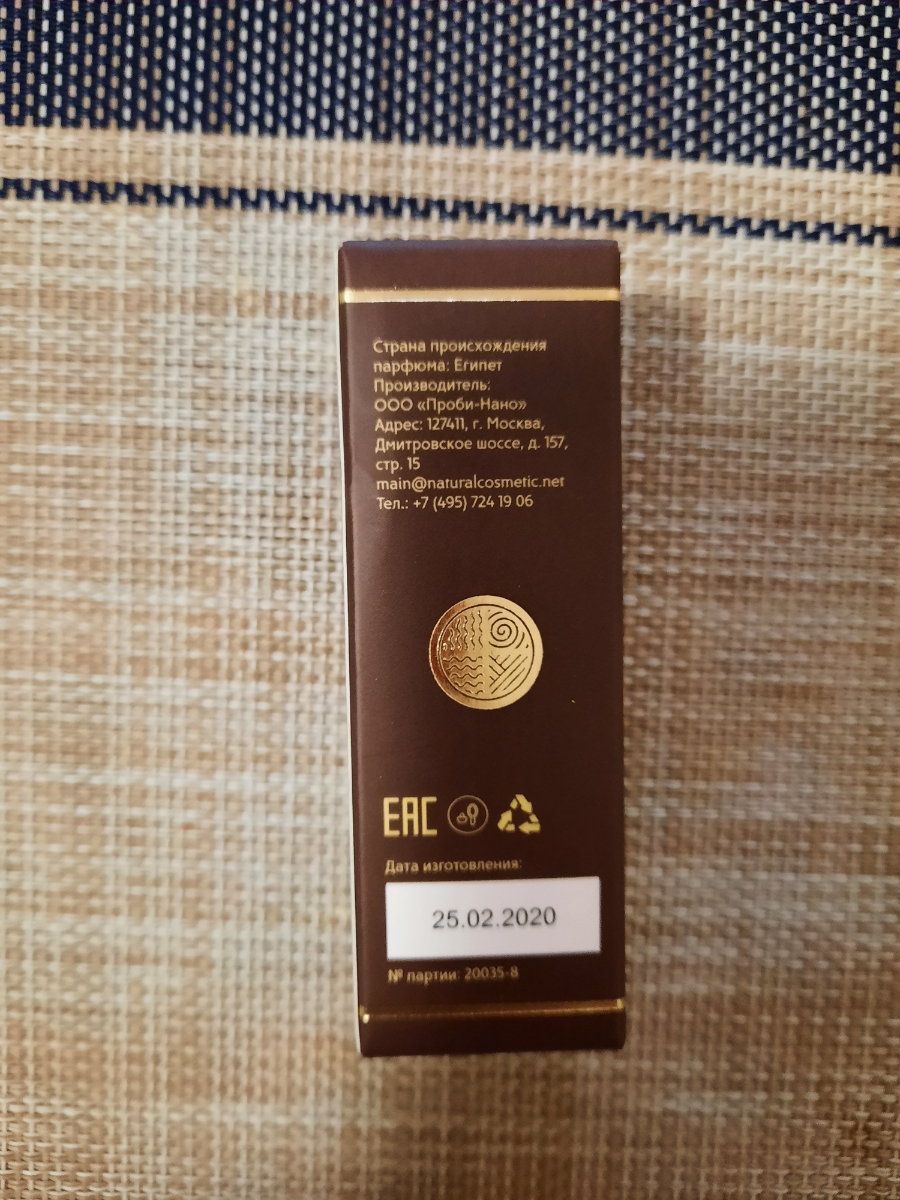 Страна происхождения
парфюма: Египет
Производитель:
ООО «Проби-Нано»
Адрес: 127411, г. Москва,
Дмитровское шоссе, д. 157,
стр. 15
main@naturalcosmetic.net
Тел.: +7 (495) 724 19 06
EAC
Дата изготовления:
25.02.2020
№ партии: 20035-8